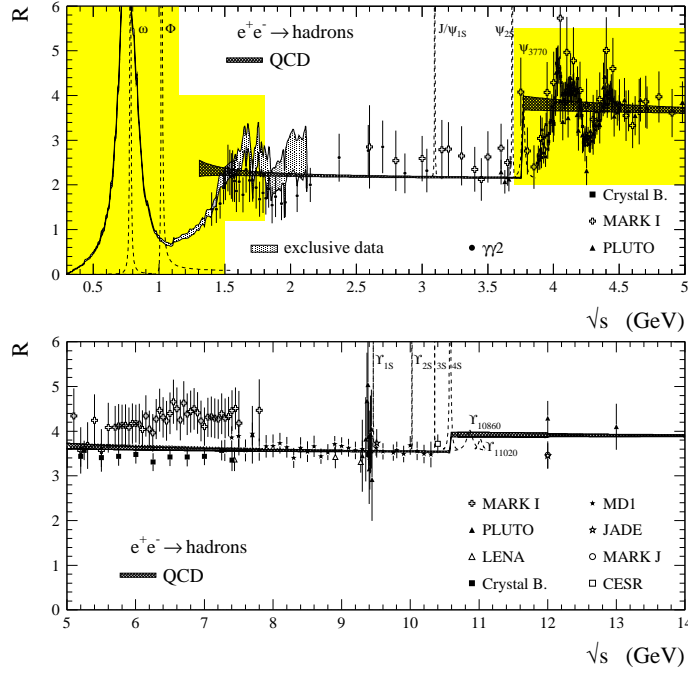 R
6
5
4
3
2
1
0
ω
Φ
e⁺e⁻ → hadrons
QCD
J/ψ1S
ψ2S
ψ3770
Crystal B.
MARK I
PLUTO
exclusive data
γγ2
0.5 1 1.5 2 2.5 3 3.5 4 4.5 5
√s (GeV)
R
6
5
4
3
2
1
0
ϒ1S
ϒ2S
3S
4S
ϒ10860
ϒ11020
e⁺e⁻ → hadrons
QCD
MARK I
MD1
PLUTO
JADE
LENA
MARK J
Crystal B.
CESR
5 6 7 8 9 10 11 12 13 14
√s (GeV)